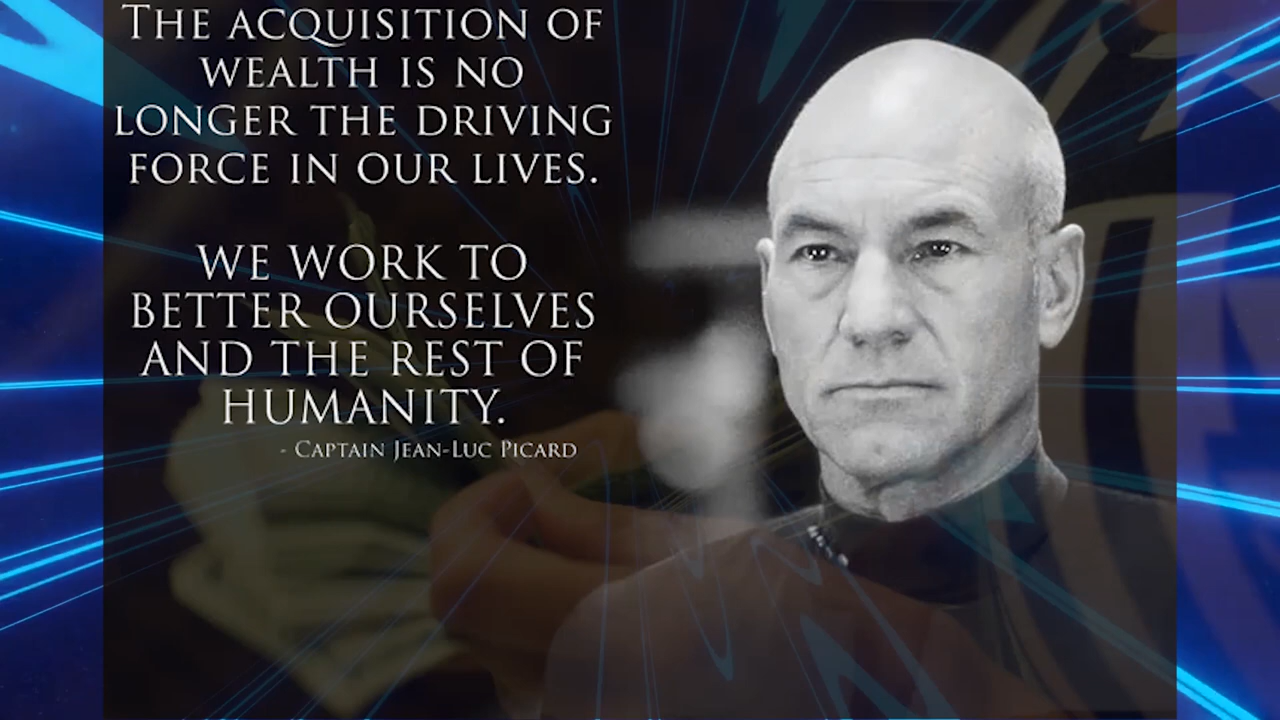 THE ACQUISITION OF
WEALTH IS NO
LONGER THE DRIVING
FORCE IN OUR LIVES.
WE WORK TO
BETTER OURSELVES
AND THE REST OF
HUMANITY.
- CAPTAIN JEAN-LUC PICARD